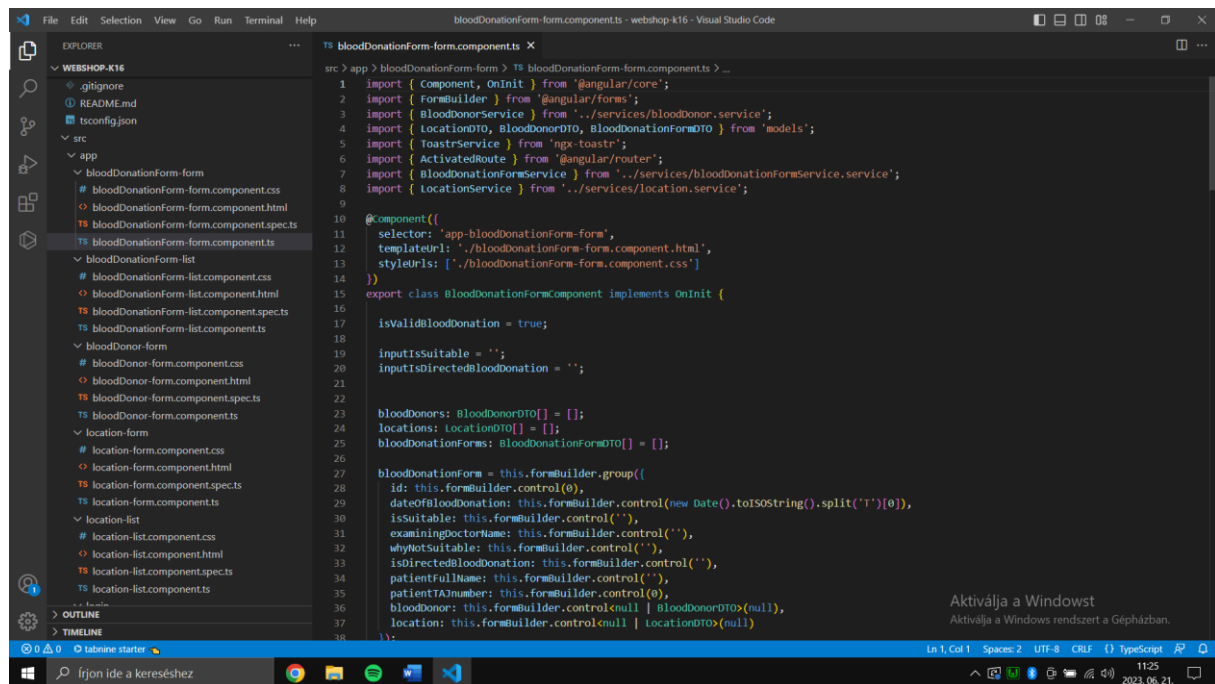 File Edit Selection View Go Run Terminal Help
bloodDonationForm-form.component.ts - webshop-k16 - Visual Studio Code
EXPLORER
WEBSHOP-K16
.gitignore
README.md
tsconfig.json
src
app
bloodDonationForm-form
bloodDonationForm-form.component.css
bloodDonationForm-form.component.html
bloodDonationForm-form.component.spec.ts
bloodDonationForm-form.component.ts
bloodDonationForm-list
bloodDonationForm-list.component.css
bloodDonationForm-list.component.html
bloodDonationForm-list.component.spec.ts
bloodDonationForm-list.component.ts
bloodDonor-form
bloodDonor-form.component.css
bloodDonor-form.component.html
bloodDonor-form.component.spec.ts
bloodDonor-form.component.ts
location-form
location-form.component.css
location-form.component.html
location-form.component.spec.ts
location-form.component.ts
location-list
location-list.component.css
location-list.component.html
location-list.component.spec.ts
location-list.component.ts
OUTLINE
TIMELINE
TS bloodDonationForm-form.component.ts
src > app > bloodDonationForm-form > TS bloodDonationForm-form.component.ts > ...
1 import { Component, OnInit } from '@angular/core';
2 import { FormBuilder } from '@angular/forms';
3 import { BloodDonorService } from '../services/bloodDonor.service';
4 import { LocationDTO, BloodDonorDTO, BloodDonationFormDTO } from 'models';
5 import { ToastrService } from 'ngx-toastr';
6 import { ActivatedRoute } from '@angular/router';
7 import { BloodDonationFormService } from '../services/bloodDonationFormService.service';
8 import { LocationService } from '../services/location.service';
9
10 @Component({
11 selector: 'app-bloodDonationForm-form',
12 templateUrl: './bloodDonationForm-form.component.html',
13 styleUrls: ['./bloodDonationForm-form.component.css']
14 })
15 export class BloodDonationFormComponent implements OnInit {
16
17 isValidBloodDonation = true;
18
19 inputIsSuitable = '';
20 inputIsDirectedBloodDonation = '';
21
22
23 bloodDonors: BloodDonorDTO[] = [];
24 locations: LocationDTO[] = [];
25 bloodDonationForms: BloodDonationFormDTO[] = [];
26
27 bloodDonationForm = this.formBuilder.group({
28 id: this.formBuilder.control(0),
29 dateOfBloodDonation: this.formBuilder.control(new Date().toISOString().split('T')[0]),
30 isSuitable: this.formBuilder.control(''),
31 examiningDoctorName: this.formBuilder.control(''),
32 whyNotSuitable: this.formBuilder.control(''),
33 isDirectedBloodDonation: this.formBuilder.control(''),
34 patientFullName: this.formBuilder.control(''),
35 patientTAJnumber: this.formBuilder.control(0),
36 bloodDonor: this.formBuilder.control<null | BloodDonorDTO>(null),
37 location: this.formBuilder.control<null | LocationDTO>(null)
38 });
Aktiválja a Windowst
Aktiválja a Windows rendszert a Gépházban.
0 0 tabnine starter
Ln 1, Col 1 Spaces: 2 UTF-8 CRLF {} TypeScript
Írjon ide a kereséshez
11:25
2023. 06. 21.